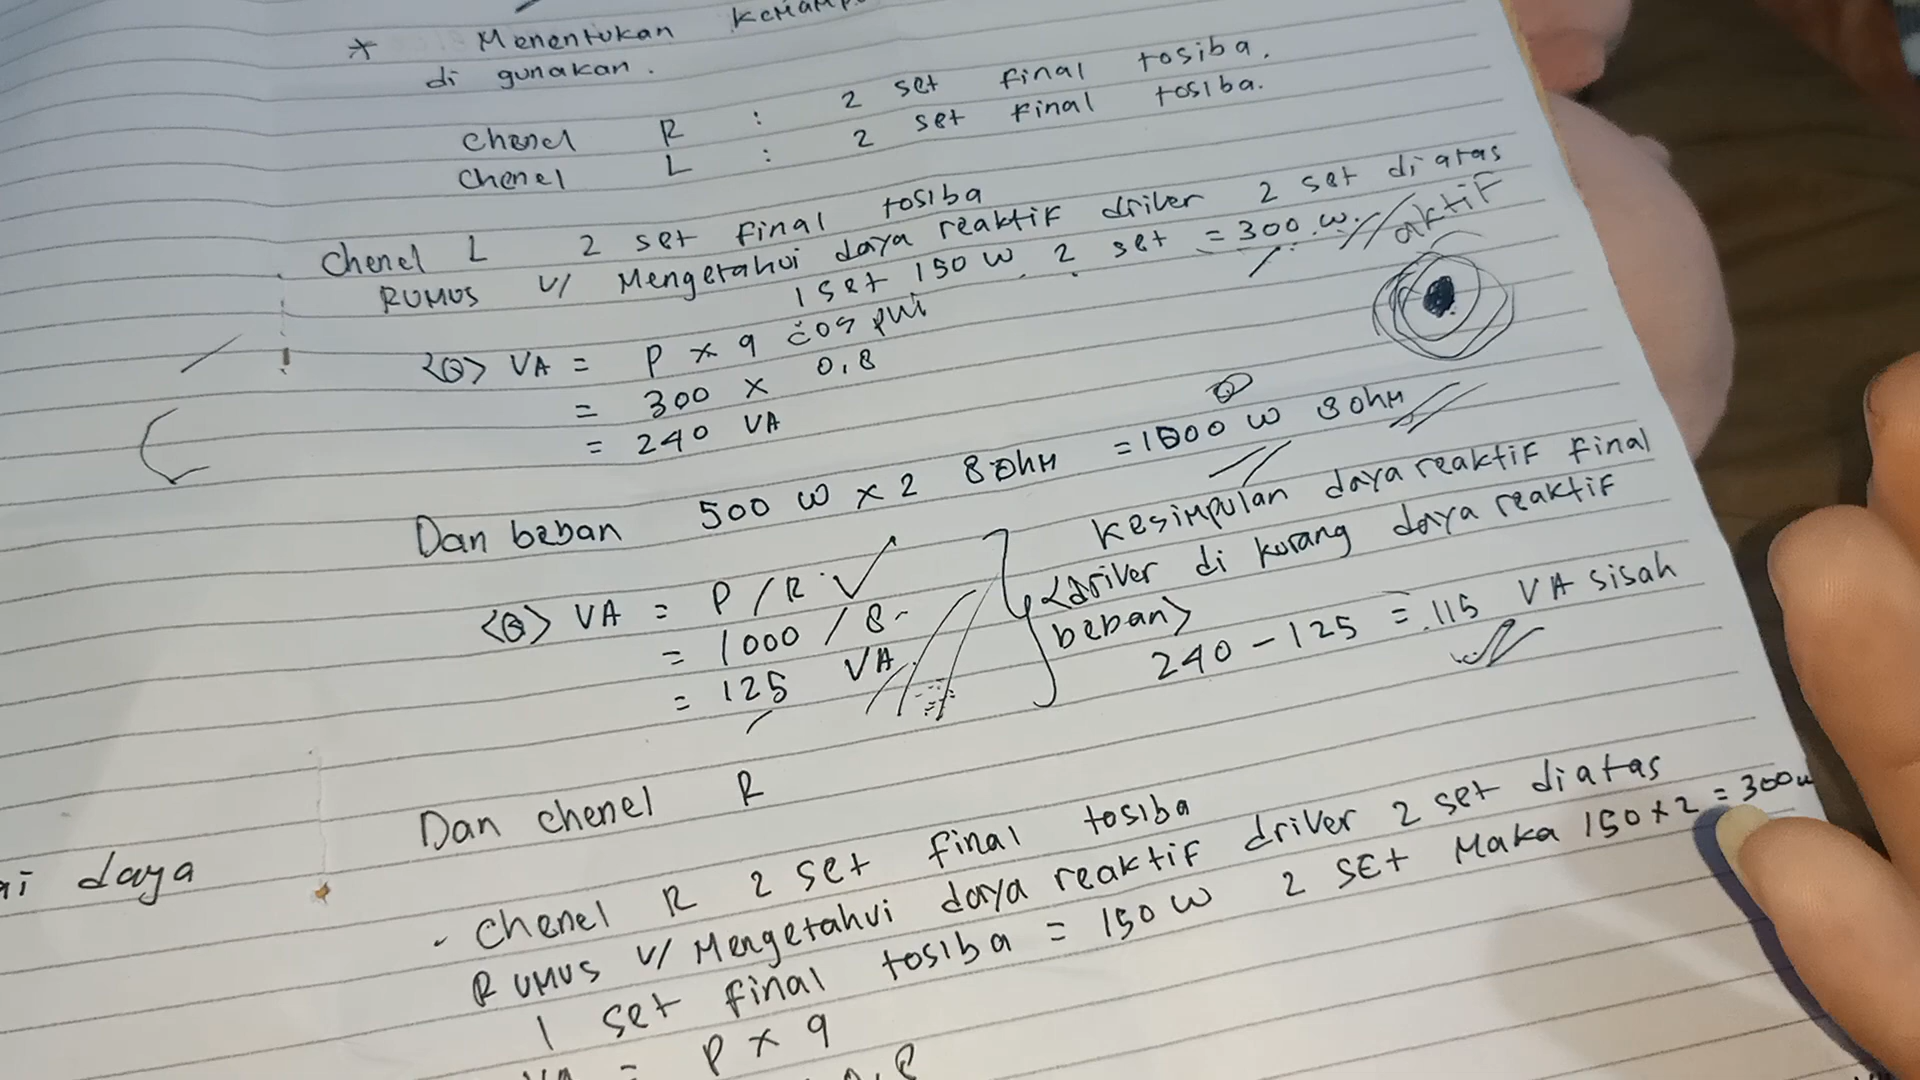 * Menentukan
di gunakan.
chenel R : 2 set final tosiba.
chenel L : 2 set final tosiba.
Chenel L 2 set final tosiba
RUMUS U/ Mengetahui daya reaktif driver 2 set diatas
1 set 150 W. 2 set = 300.W. // aktif
<Q> VA = P x q cos phi
= 300 x 0,8
= 240 VA
Dan beban 500 W x 2 8 ohm = 1000 W 8 ohm
<Q> VA = P / R.
= 1000 / 8
= 125 VA.
Kesimpulan daya reaktif final
<driver di kurang daya reaktif
beban>
240 - 125 = 115 VA sisah
Dan chenel R
- Chenel R 2 set final tosiba
RUMUS U/ Mengetahui daya reaktif driver 2 set diatas
1 set final tosiba = 150 W 2 SEt Maka 150 x 2 = 300w
VA = P x q
ai daya